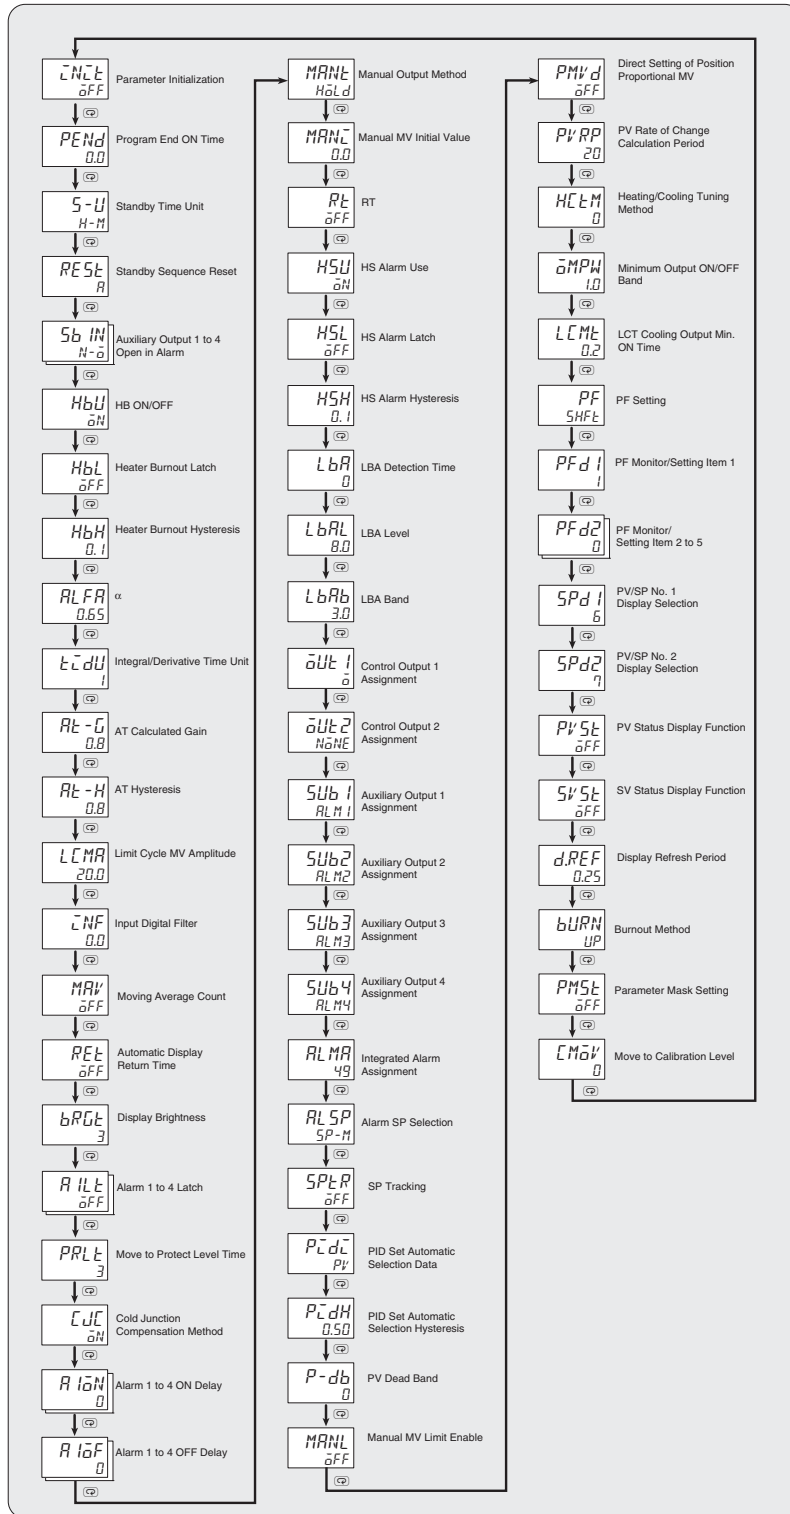 INIT
OFF
Parameter Initialization
PEND
0.0
Program End ON Time
S-U
H-M
Standby Time Unit
REST
A
Standby Sequence Reset
Sb1N
N-O
Auxiliary Output 1 to 4
Open in Alarm
HbU
ON
HB ON/OFF
HbL
OFF
Heater Burnout Latch
HbH
0.1
Heater Burnout Hysteresis
ALFA
0.65
α
TIDU
1
Integral/Derivative Time Unit
AT-G
0.8
AT Calculated Gain
AT-H
0.8
AT Hysteresis
LCMA
20.0
Limit Cycle MV Amplitude
INF
0.0
Input Digital Filter
MAV
OFF
Moving Average Count
RET
OFF
Automatic Display
Return Time
bRGT
3
Display Brightness
A1LT
OFF
Alarm 1 to 4 Latch
PRLT
3
Move to Protect Level Time
CJC
ON
Cold Junction
Compensation Method
A1ON
0
Alarm 1 to 4 ON Delay
A1OF
0
Alarm 1 to 4 OFF Delay
MANT
HOLD
Manual Output Method
MANI
0.0
Manual MV Initial Value
RT
OFF
RT
HSU
ON
HS Alarm Use
HSL
OFF
HS Alarm Latch
HSH
0.1
HS Alarm Hysteresis
LbA
0
LBA Detection Time
LbAL
8.0
LBA Level
LbAb
3.0
LBA Band
OUT1
O
Control Output 1
Assignment
OUT2
NONE
Control Output 2
Assignment
SUb1
ALM1
Auxiliary Output 1
Assignment
SUb2
ALM2
Auxiliary Output 2
Assignment
SUb3
ALM3
Auxiliary Output 3
Assignment
SUb4
ALM4
Auxiliary Output 4
Assignment
ALMA
49
Integrated Alarm
Assignment
ALSP
SP-M
Alarm SP Selection
SPTR
OFF
SP Tracking
PIDI
PV
PID Set Automatic
Selection Data
PIDH
0.50
PID Set Automatic
Selection Hysteresis
P-db
0
PV Dead Band
MANL
OFF
Manual MV Limit Enable
PMVd
OFF
Direct Setting of Position
Proportional MV
PVRP
20
PV Rate of Change
Calculation Period
HCTM
0
Heating/Cooling Tuning
Method
OMPW
1.0
Minimum Output ON/OFF
Band
LCMT
0.2
LCT Cooling Output Min.
ON Time
PF
SHFT
PF Setting
PFd1
1
PF Monitor/Setting Item 1
PFd2
0
PF Monitor/
Setting Item 2 to 5
SPd1
6
PV/SP No. 1
Display Selection
SPd2
7
PV/SP No. 2
Display Selection
PVST
OFF
PV Status Display Function
SVST
OFF
SV Status Display Function
d.REF
0.25
Display Refresh Period
bURN
UP
Burnout Method
PMST
OFF
Parameter Mask Setting
CMOV
0
Move to Calibration Level